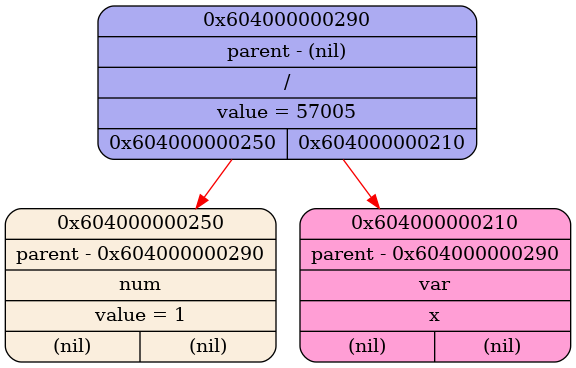 0x604000000290
parent - (nil)
/
value = 57005
0x604000000250 0x604000000210
0x604000000250
parent - 0x604000000290
num
value = 1
(nil) (nil)
0x604000000210
parent - 0x604000000290
var
x
(nil) (nil)